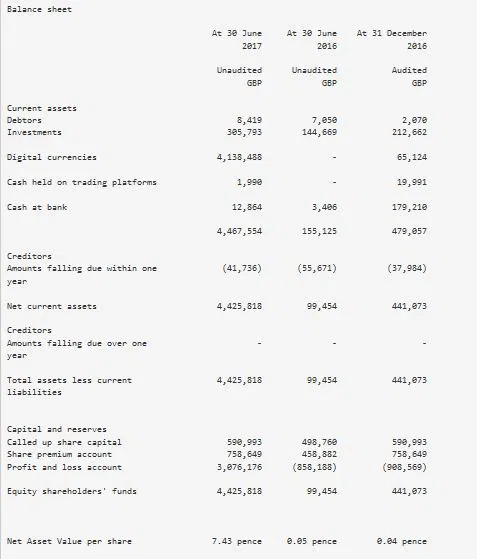 Balance sheet
At 30 June At 30 June At 31 December
2017 2016 2016
Unaudited Unaudited Audited
GBP GBP GBP
Current assets
Debtors 8,419 7,050 2,070
Investments 305,793 144,669 212,662
Digital currencies 4,138,488 - 65,124
Cash held on trading platforms 1,990 - 19,991
Cash at bank 12,864 3,406 179,210
4,467,554 155,125 479,057
Creditors
Amounts falling due within one (41,736) (55,671) (37,984)
year
Net current assets 4,425,818 99,454 441,073
Creditors
Amounts falling due over one - - -
year
Total assets less current 4,425,818 99,454 441,073
liabilities
Capital and reserves
Called up share capital 590,993 498,760 590,993
Share premium account 758,649 458,882 758,649
Profit and loss account 3,076,176 (858,188) (908,569)
Equity shareholders' funds 4,425,818 99,454 441,073
Net Asset Value per share 7.43 pence 0.05 pence 0.04 pence